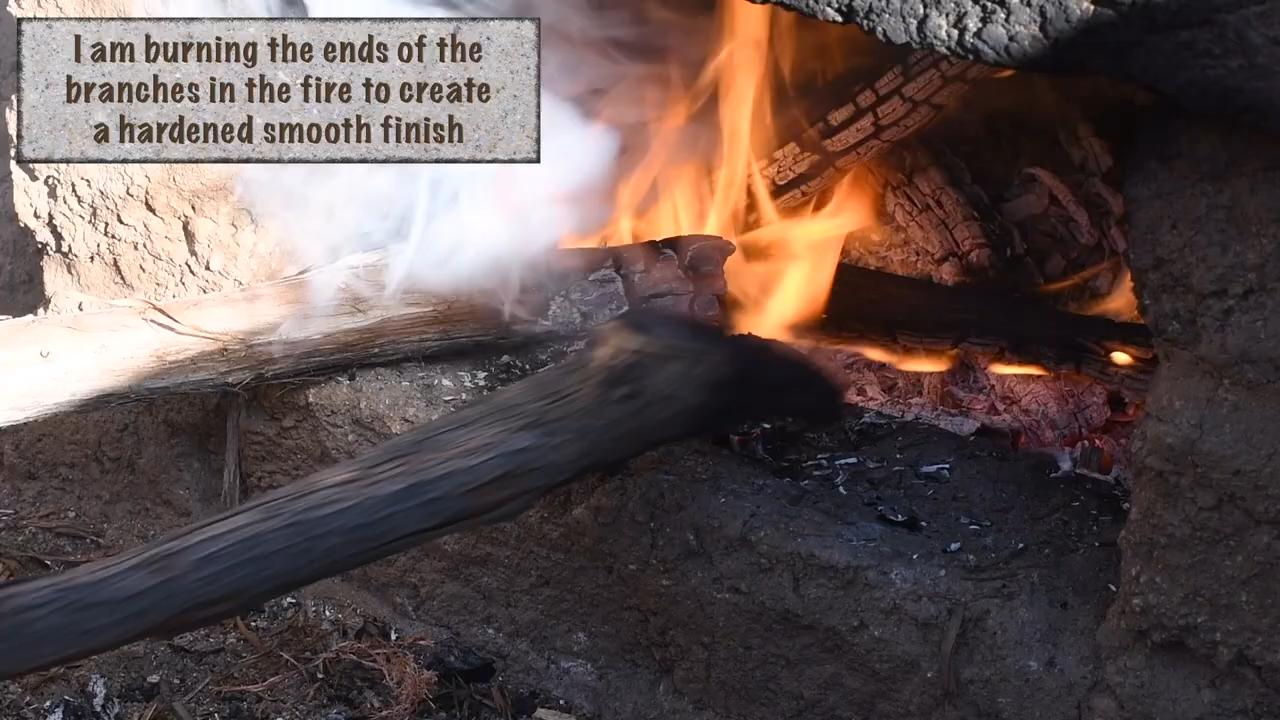 I am burning the ends of the
branches in the fire to create
a hardened smooth finish